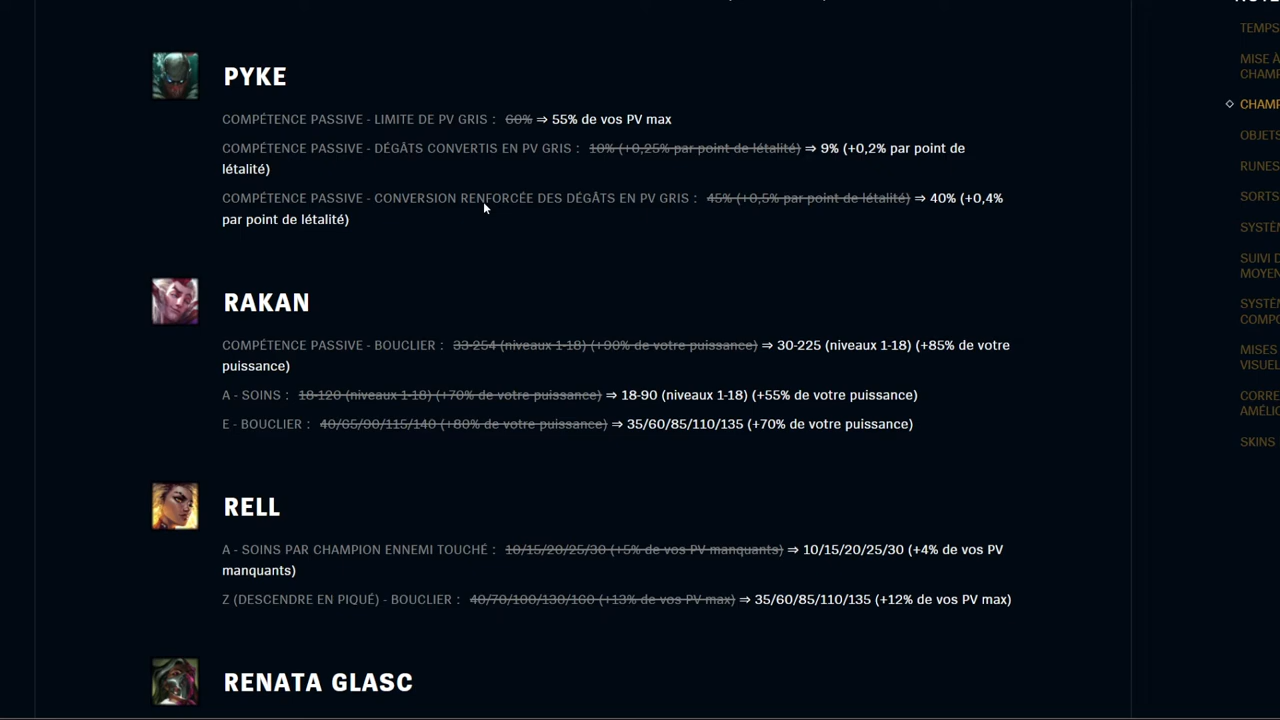 NOTE
TEMPS
MISE À
CHAMP
CHAMP
OBJETS
RUNES
SORTS
SYSTÈM
SUIVI D
MOYEN
SYSTÈM
COMPO
MISES
VISUEL
CORRE
AMÉLIO
SKINS
PYKE
COMPÉTENCE PASSIVE - LIMITE DE PV GRIS : 60% ⇒ 55% de vos PV max
COMPÉTENCE PASSIVE - DÉGÂTS CONVERTIS EN PV GRIS : 10% (+0,25% par point de létalité) ⇒ 9% (+0,2% par point de
létalité)
COMPÉTENCE PASSIVE - CONVERSION RENFORCÉE DES DÉGÂTS EN PV GRIS : 45% (+0,5% par point de létalité) ⇒ 40% (+0,4%
par point de létalité)
RAKAN
COMPÉTENCE PASSIVE - BOUCLIER : 33-254 (niveaux 1-18) (+90% de votre puissance) ⇒ 30-225 (niveaux 1-18) (+85% de votre
puissance)
A - SOINS : 18-120 (niveaux 1-18) (+70% de votre puissance) ⇒ 18-90 (niveaux 1-18) (+55% de votre puissance)
E - BOUCLIER : 40/65/90/115/140 (+80% de votre puissance) ⇒ 35/60/85/110/135 (+70% de votre puissance)
RELL
A - SOINS PAR CHAMPION ENNEMI TOUCHÉ : 10/15/20/25/30 (+5% de vos PV manquants) ⇒ 10/15/20/25/30 (+4% de vos PV
manquants)
Z (DESCENDRE EN PIQUÉ) - BOUCLIER : 40/70/100/130/160 (+13% de vos PV max) ⇒ 35/60/85/110/135 (+12% de vos PV max)
RENATA GLASC